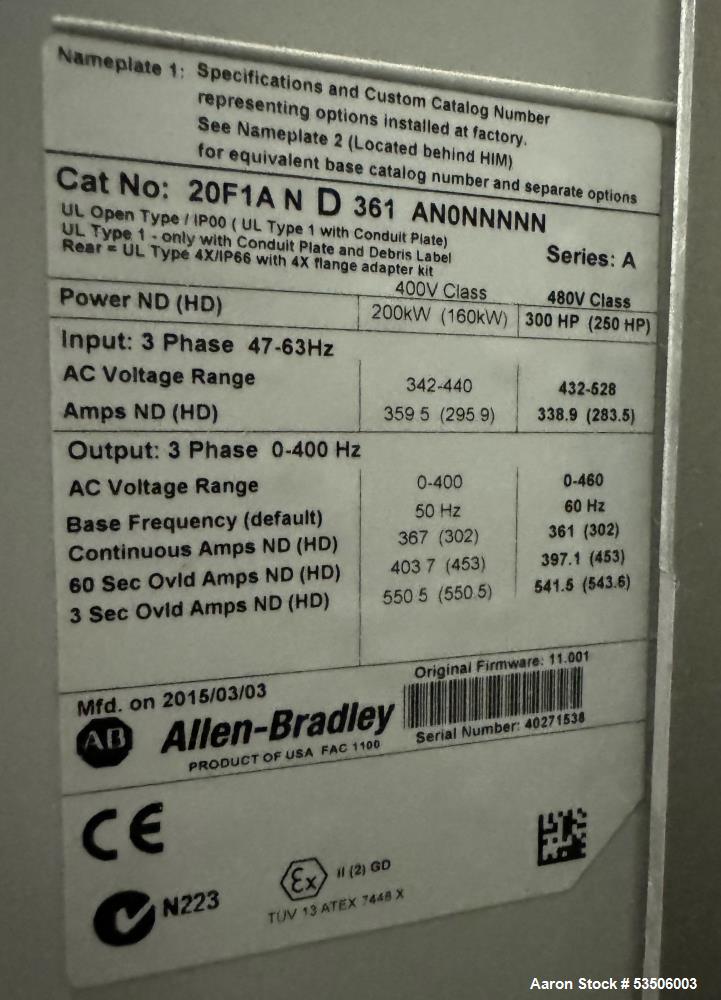 Nameplate 1: Specifications and Custom Catalog Number
representing options installed at factory.
See Nameplate 2 (Located behind HIM)
for equivalent base catalog number and separate options
Cat No: 20F1A N D 361 AN0NNNNN
UL Open Type / IP00 ( UL Type 1 with Conduit Plate)
UL Type 1 - only with Conduit Plate and Debris Label
Rear = UL Type 4X/IP66 with 4X flange adapter kit
Series: A
400V Class 480V Class
Power ND (HD) 200kW (160kW) 300 HP (250 HP)
Input: 3 Phase 47-63Hz
AC Voltage Range 342-440 432-528
Amps ND (HD) 359.5 (295.9) 338.9 (283.5)
Output: 3 Phase 0-400 Hz
AC Voltage Range 0-400 0-460
Base Frequency (default) 50 Hz 60 Hz
Continuous Amps ND (HD) 367 (302) 361 (302)
60 Sec Ovld Amps ND (HD) 403.7 (453) 397.1 (453)
3 Sec Ovld Amps ND (HD) 550.5 (550.5) 541.5 (543.6)
Mfd. on 2015/03/03
Original Firmware: 11.001
AB Allen-Bradley
PRODUCT OF USA FAC 1100
Serial Number: 40271538
CE
N223
Ex II (2) GD
TUV 13 ATEX 7448 X
Aaron Stock # 53506003